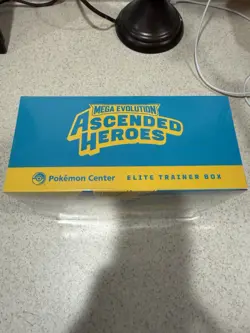 MEGA EVOLUTION
ASCENDED
HEROES
Pokémon Center ELITE TRAINER BOX